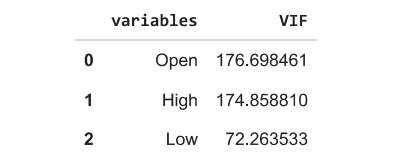 variables VIF
0 Open 176.698461
1 High 174.858810
2 Low 72.263533